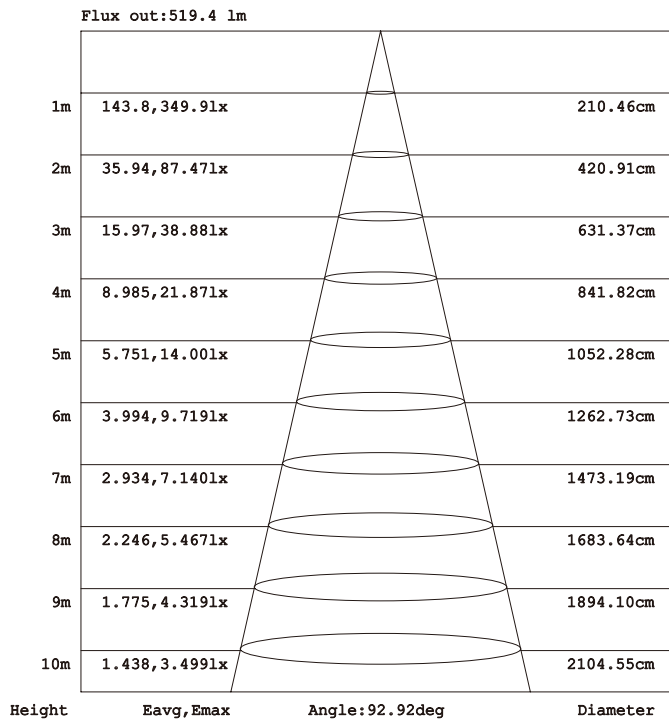 Flux out:519.4 lm
1m 143.8,349.9lx 210.46cm
2m 35.94,87.47lx 420.91cm
3m 15.97,38.88lx 631.37cm
4m 8.985,21.87lx 841.82cm
5m 5.751,14.00lx 1052.28cm
6m 3.994,9.719lx 1262.73cm
7m 2.934,7.140lx 1473.19cm
8m 2.246,5.467lx 1683.64cm
9m 1.775,4.319lx 1894.10cm
10m 1.438,3.499lx 2104.55cm
Height Eavg,Emax Angle:92.92deg Diameter